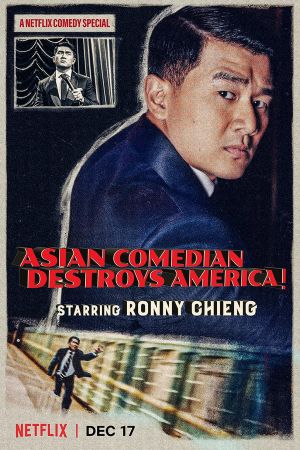 A NETFLIX COMEDY SPECIAL
ASIAN COMEDIAN
DESTROYS AMERICA!
STARRING RONNY CHIENG
NETFLIX | DEC 17